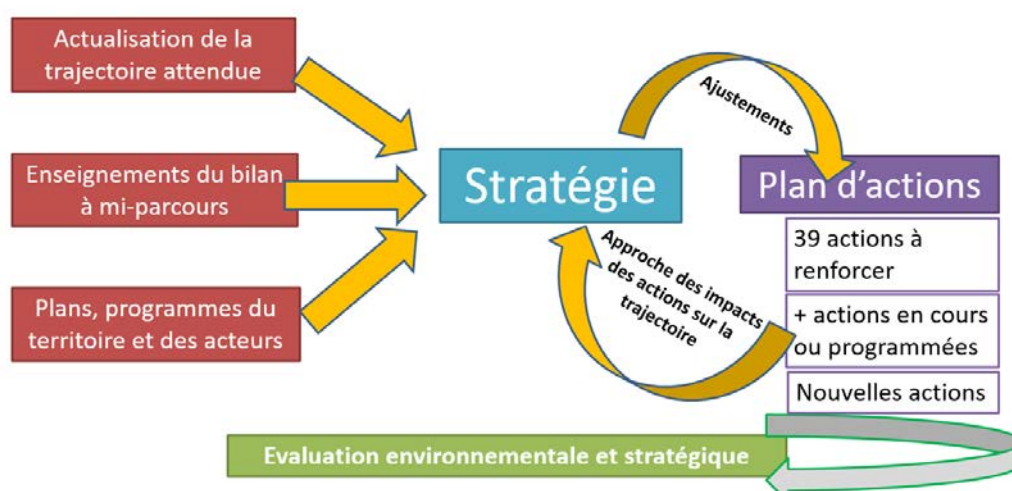 Actualisation de la
trajectoire attendue
Enseignements du bilan
à mi-parcours
Plans, programmes du
territoire et des acteurs
Stratégie
Ajustements
Approche des impacts
des actions sur la
trajectoire
Plan d’actions
39 actions à
renforcer
+ actions en cours
ou programmées
Nouvelles actions
Evaluation environnementale et stratégique